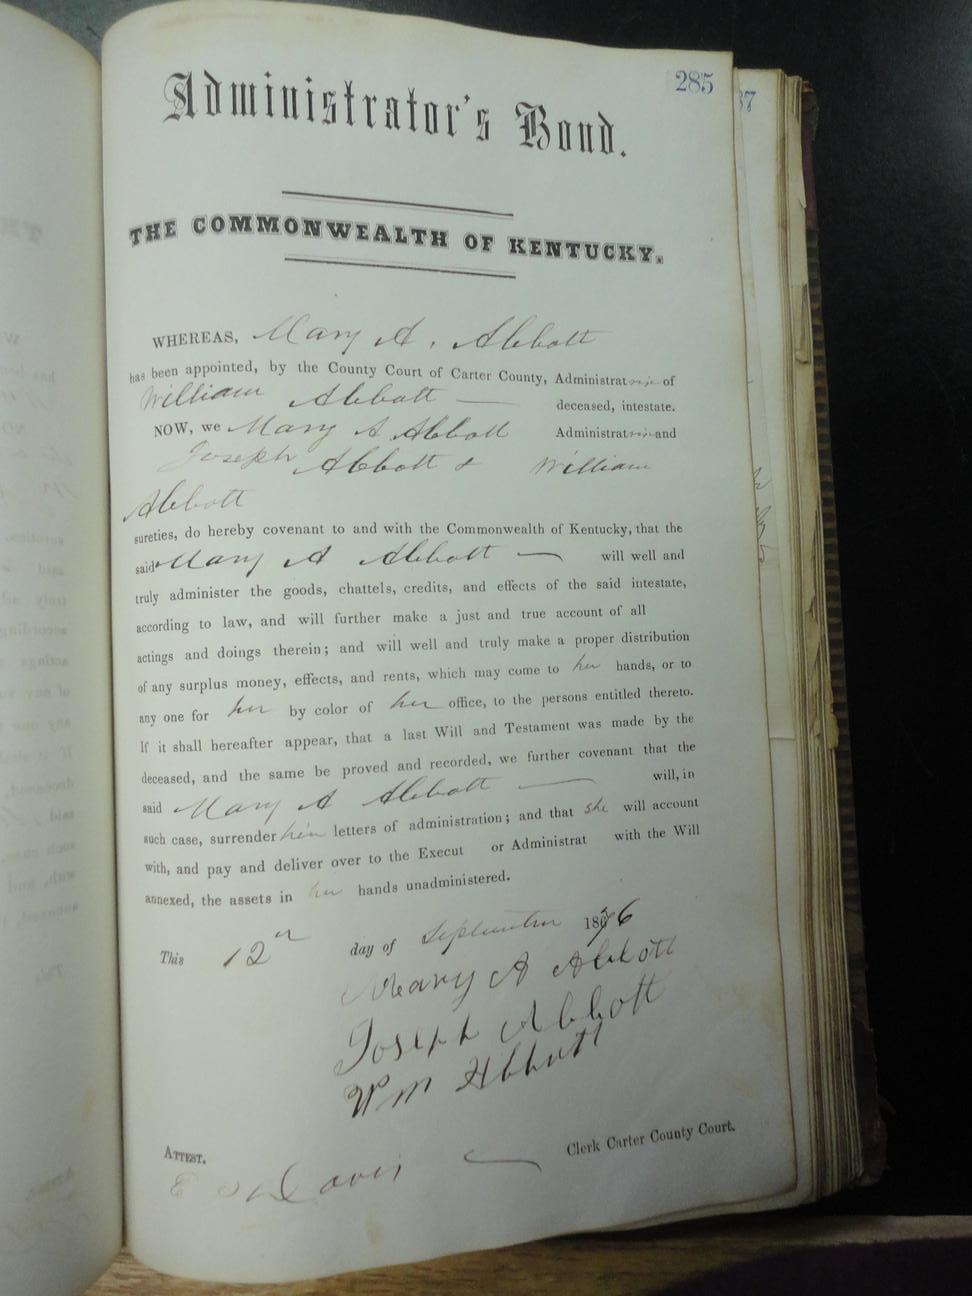 285
37
Administrator's Bond.
THE COMMONWEALTH OF KENTUCKY.
WHEREAS, Mary A. Abbott
has been appointed, by the County Court of Carter County, Administratrix of
William Abbott — deceased, intestate.
NOW, we Mary A Abbott Administratrix and
Joseph Abbott & William
Abbott
sureties, do hereby covenant to and with the Commonwealth of Kentucky, that the
said Mary A Abbott — will well and
truly administer the goods, chattels, credits, and effects of the said intestate,
according to law, and will further make a just and true account of all
actings and doings therein; and will well and truly make a proper distribution
of any surplus money, effects, and rents, which may come to her hands, or to
any one for her by color of her office, to the persons entitled thereto.
If it shall hereafter appear, that a last Will and Testament was made by the
deceased, and the same be proved and recorded, we further covenant that the
said Mary A Abbott — will, in
such case, surrender her letters of administration; and that she will account
with, and pay and deliver over to the Execut or Administrat with the Will
annexed, the assets in her hands unadministered.
This 12" day of September 1876
Mary A Abbott
Joseph Abbott
Wm Abbott
ATTEST.
Davis — Clerk Carter County Court.